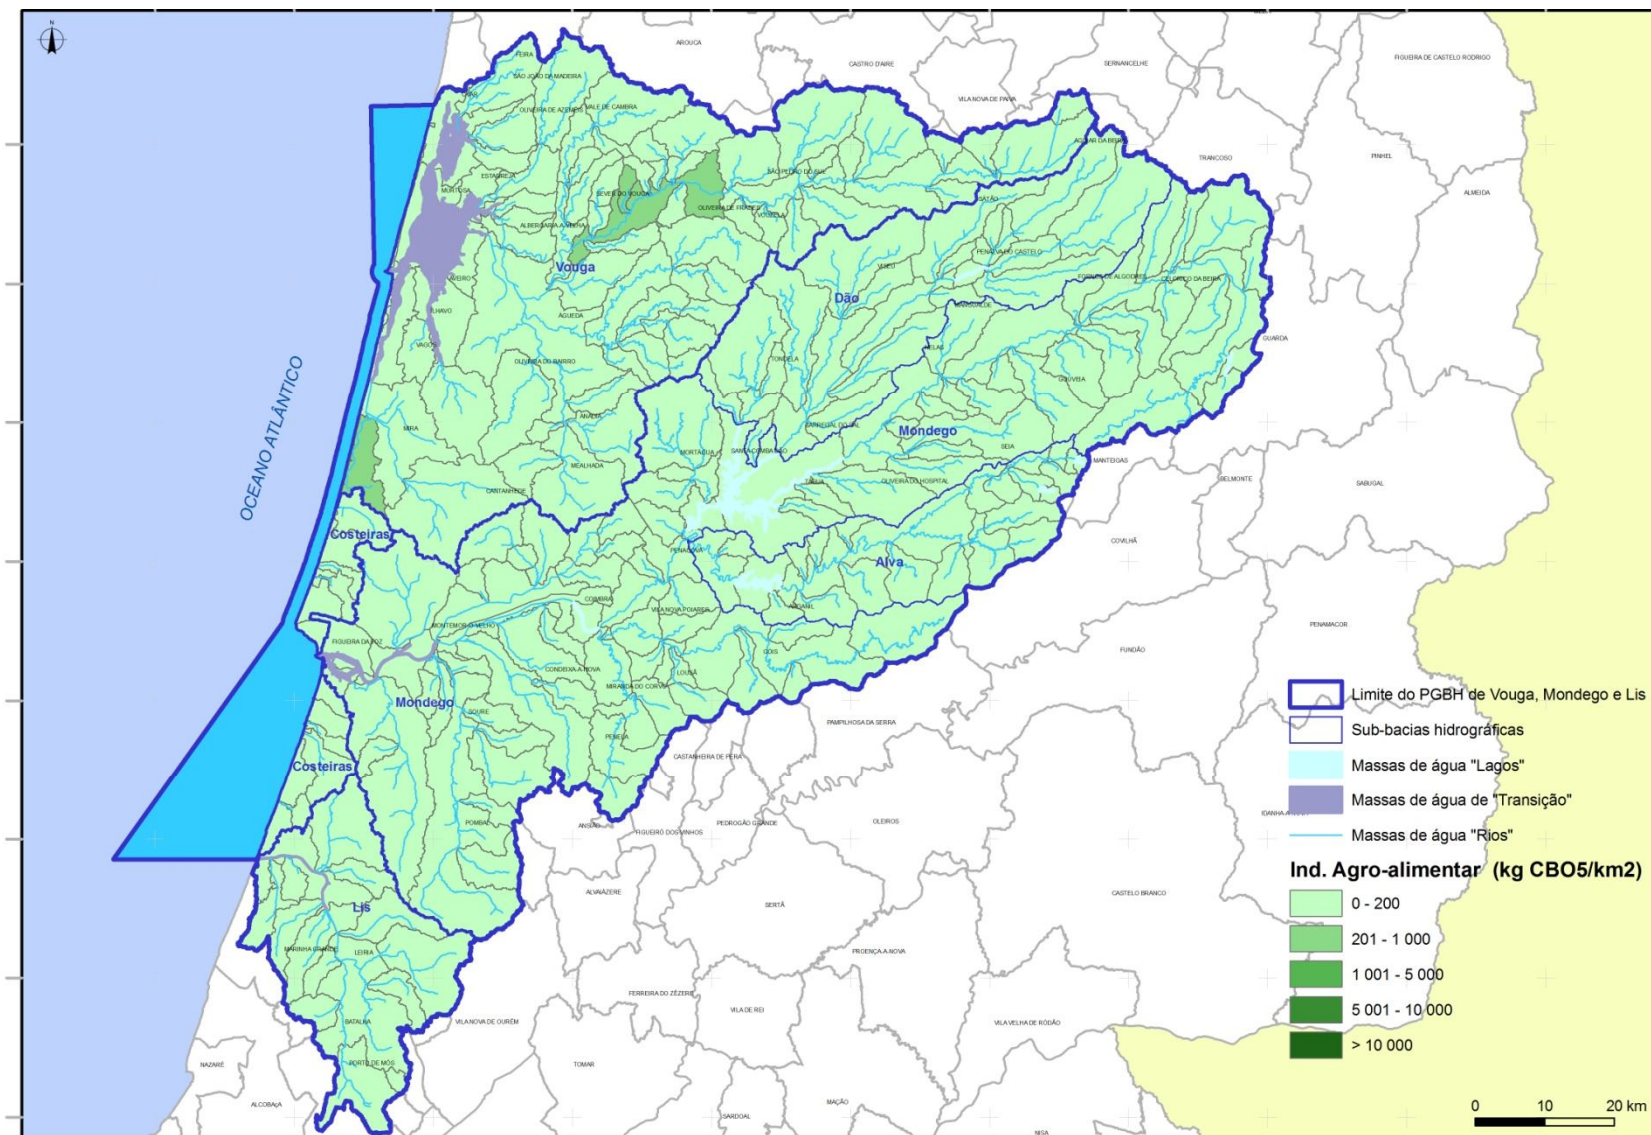 N
AROUCA
CASTRO D'AIRE
SERNANCELHE
FIGUEIRA DE CASTELO RODRIGO
FEIRA
SÃO JOÃO DA MADEIRA
VILA NOVA DE PAIVA
OLIVEIRA DE AZEMEIS
VALE DE CAMBRA
AGUIAR DA BEIRA
TRANCOSO
PINHEL
ESTARREJA
MURTOSA
SEVER DO VOUGA
SÃO PEDRO DO SUL
ALMEIDA
OLIVEIRA DE FRADES
VOUZELA
SATÃO
ALBERGARIA-A-VELHA
PENALVA DO CASTELO
VISEU
Vouga
AVEIRO
FORNOS DE ALGODRES
CELORICO DA BEIRA
Dão
MANGUALDE
ILHAVO
ÁGUEDA
GUARDA
VAGOS
NELAS
OLIVEIRA DO BAIRRO
TONDELA
GOUVEIA
OCEANO ATLÂNTICO
ANADIA
MIRA
CARREGAL DO SAL
Mondego
SEIA
MORTÁGUA
SANTA COMBA DÃO
MANTEIGAS
MEALHADA
BELMONTE
TÁBUA
OLIVEIRA DO HOSPITAL
SABUGAL
CANTANHEDE
Costeiras
COVILHÃ
PENACOVA
Alva
COIMBRA
VILA NOVA POIARES
ARGANIL
MONTEMOR-O-VELHO
PENAMACOR
FIGUEIRA DA FOZ
FUNDÃO
GÓIS
CONDEIXA-A-NOVA
LOUSÃ
MIRANDA DO CORVO
Mondego
SOURE
PAMPILHOSA DA SERRA
PENELA
CASTANHEIRA DE PERA
Costeiras
POMBAL
ANSIÃO
FIGUEIRÓ DOS VINHOS
PEDROGÃO GRANDE
OLEIROS
IDANHA-A-NOVA
ALVAIÁZERE
SERTÃ
CASTELO BRANCO
Lis
MARINHA GRANDE
LEIRIA
PROENÇA-A-NOVA
FERREIRA DO ZÊZERE
VILA DE REI
BATALHA
VILA NOVA DE OURÉM
VILA VELHA DE RÓDÃO
PORTO DE MÓS
NAZARÉ
TOMAR
ALCOBAçA
MAÇÃO
SARDOAL
NISA
Limite do PGBH de Vouga, Mondego e Lis
Sub-bacias hidrográficas
Massas de água "Lagos"
Massas de água de "Transição"
Massas de água "Rios"
Ind. Agro-alimentar (kg CBO5/km2)
0 - 200
201 - 1 000
1 001 - 5 000
5 001 - 10 000
> 10 000
0 10 20 km